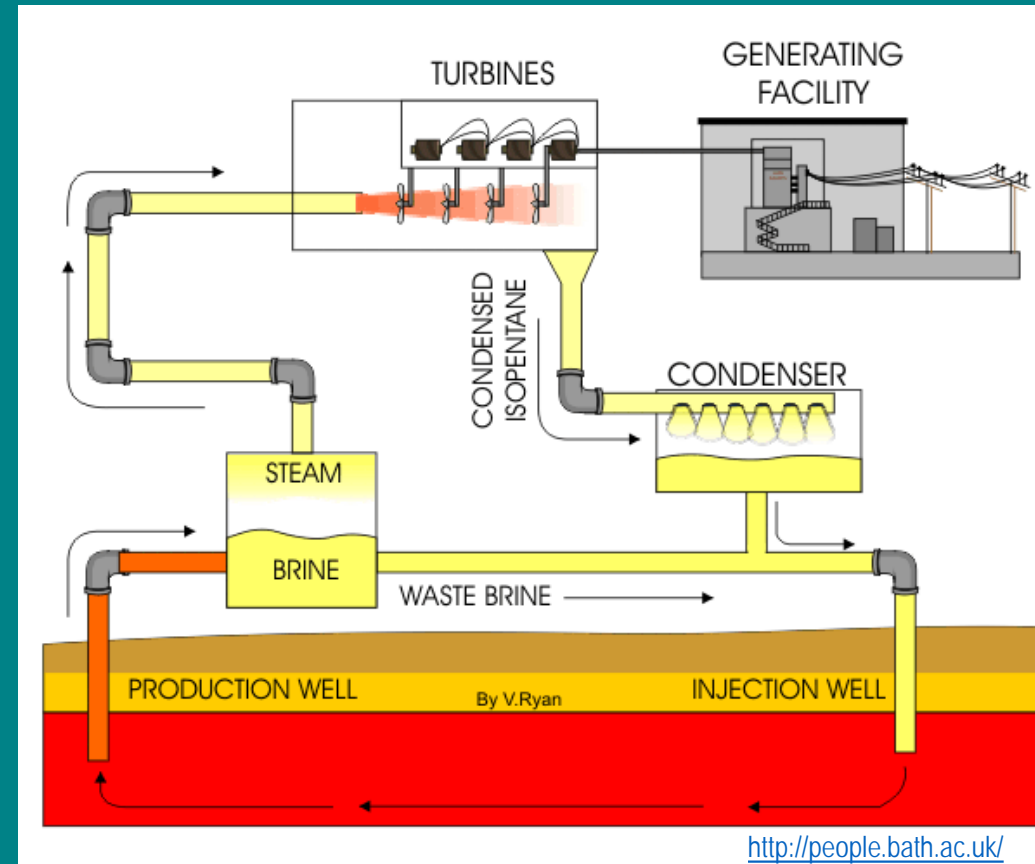 TURBINES
GENERATING
FACILITY
CONDENSED
ISOPENTANE
CONDENSER
STEAM
BRINE
WASTE BRINE
PRODUCTION WELL
By V.Ryan
INJECTION WELL
http://people.bath.ac.uk/